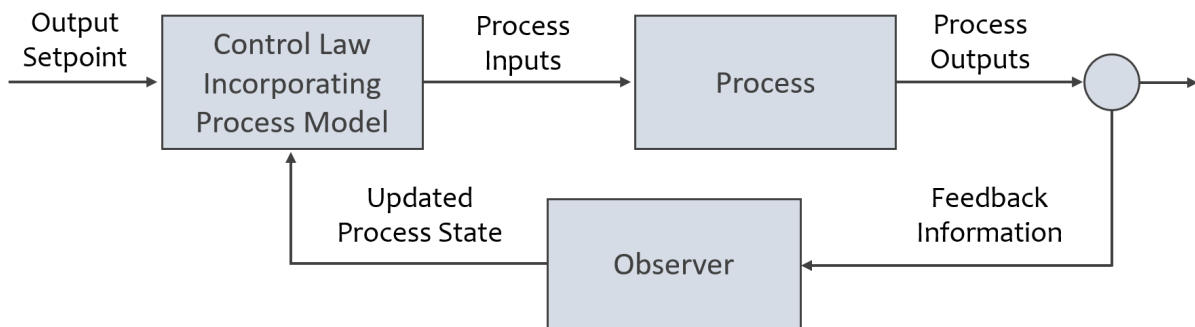 Output
Setpoint
Control Law
Incorporating
Process Model
Process
Inputs
Process
Process
Outputs
Updated
Process State
Observer
Feedback
Information